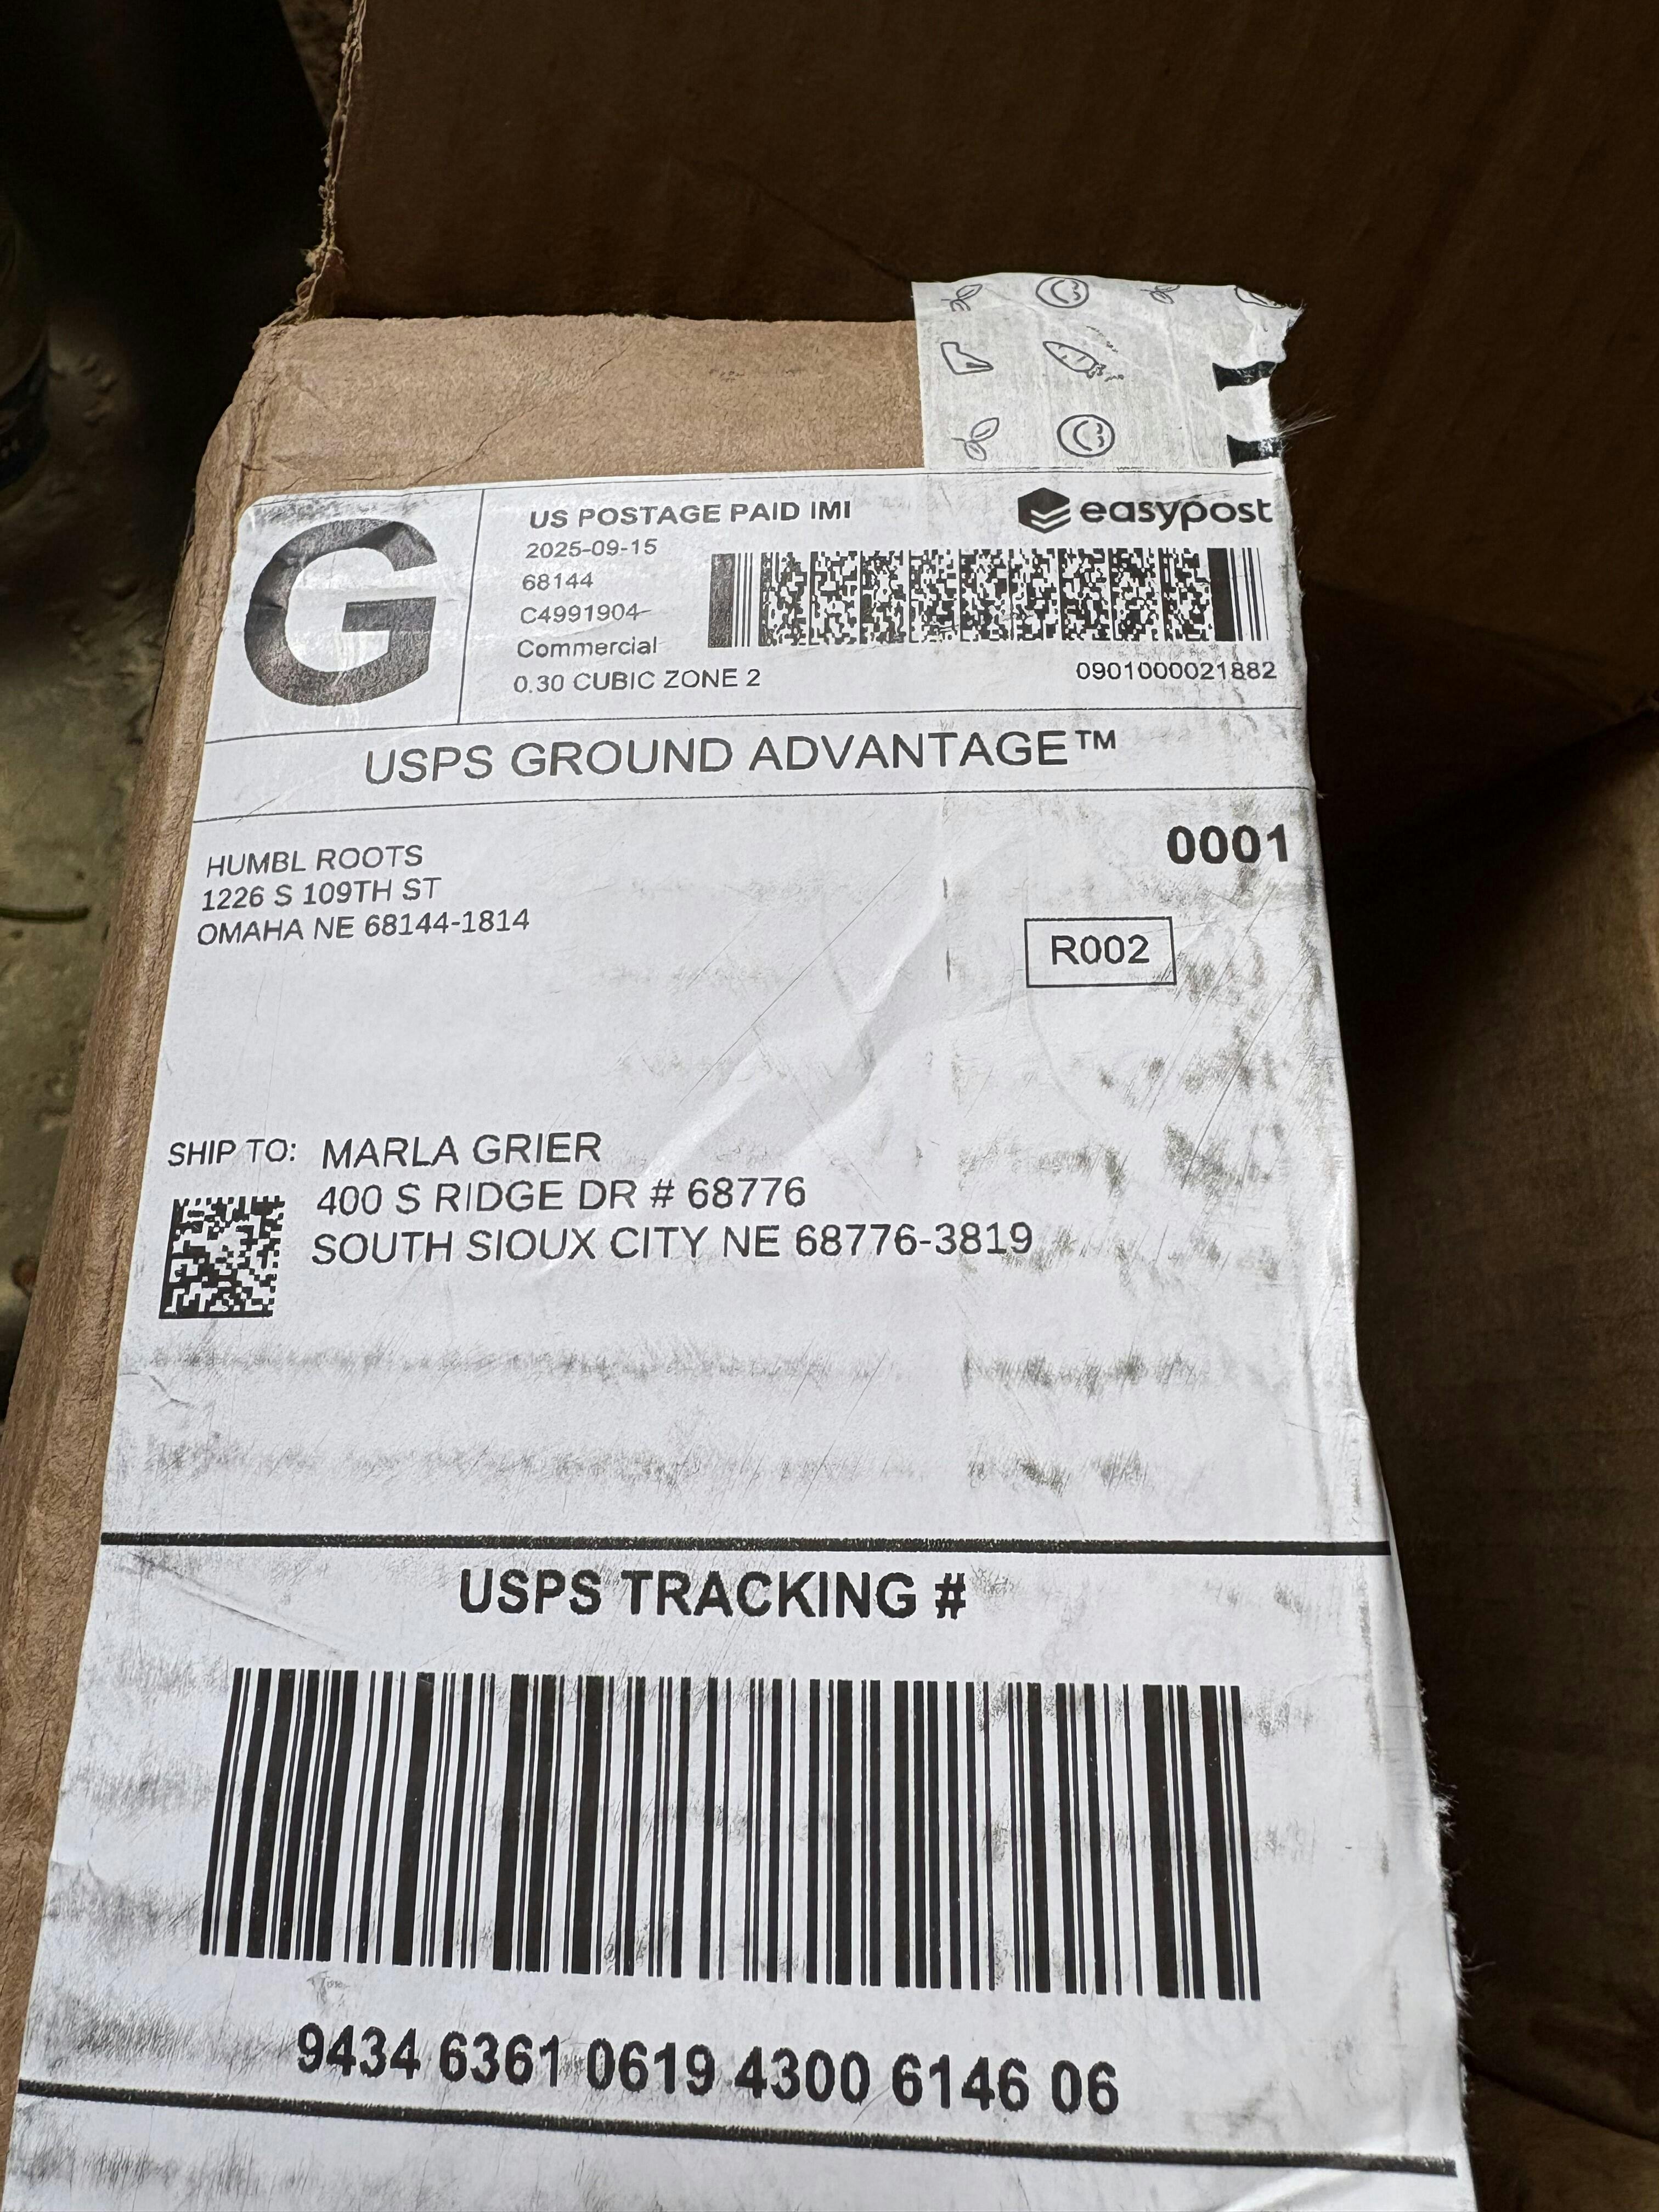 G
US POSTAGE PAID IMI
easypost
2025-09-15
68144
C4991904
Commercial
0.30 CUBIC ZONE 2
0901000021882
USPS GROUND ADVANTAGE™
HUMBL ROOTS
1226 S 109TH ST
OMAHA NE 68144-1814
0001
R002
SHIP TO: MARLA GRIER
400 S RIDGE DR # 68776
SOUTH SIOUX CITY NE 68776-3819
USPS TRACKING #
9434 6361 0619 4300 6146 06